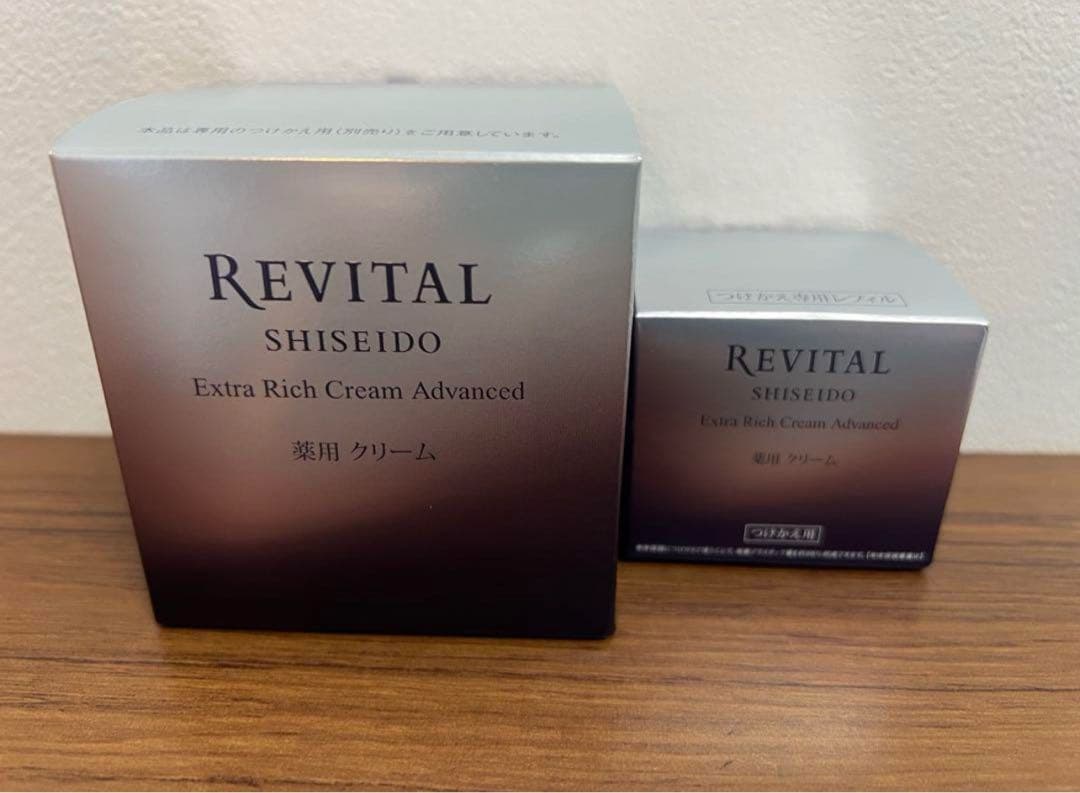 本品は専用のつけかえ用(別売り)をご用意しています。
REVITAL
SHISEIDO
Extra Rich Cream Advanced
薬用 クリーム
つけかえ専用レフィル
REVITAL
SHISEIDO
Extra Rich Cream Advanced
薬用 クリーム
つけかえ用